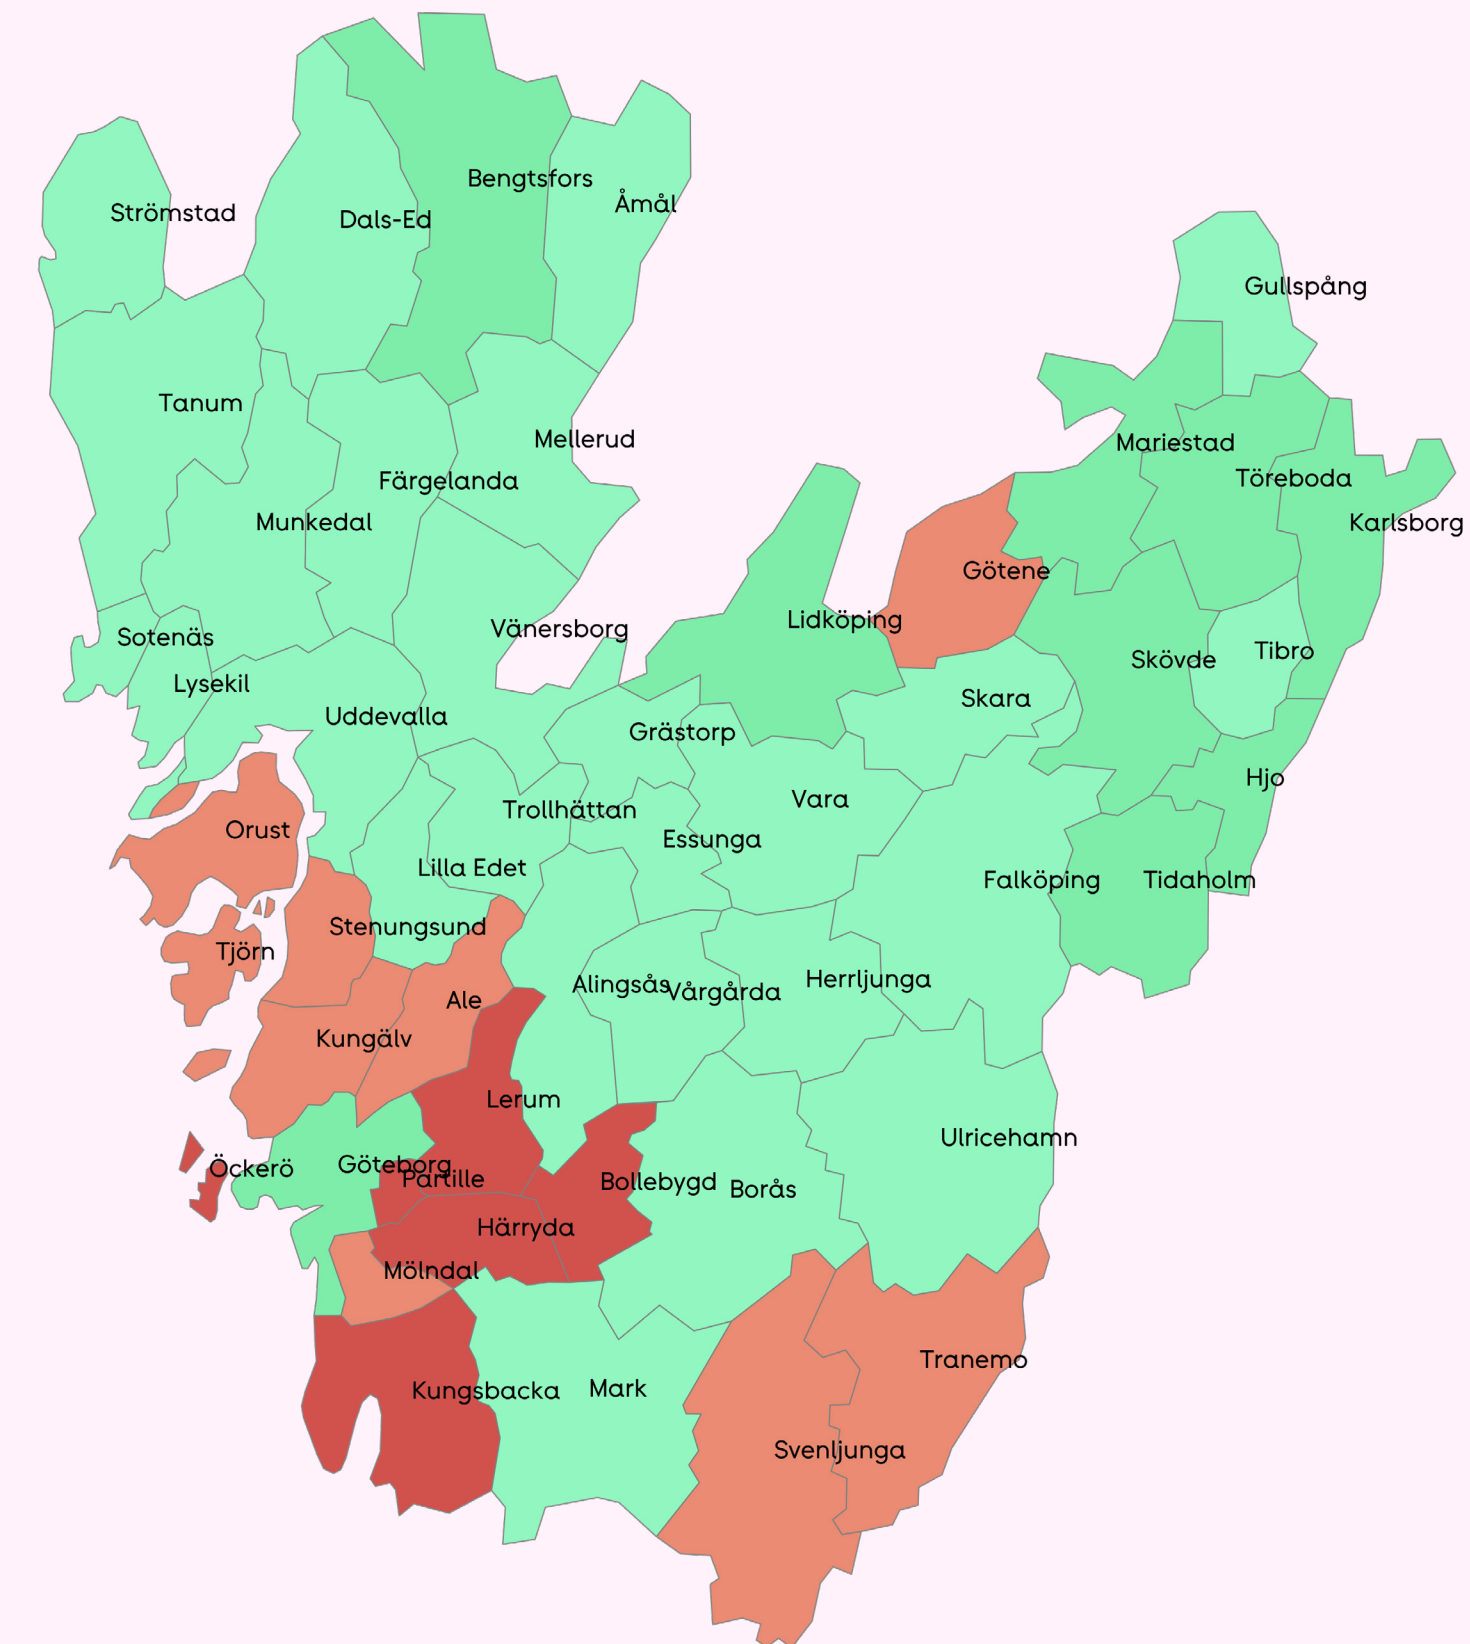 Bengtsfors
Åmål
Strömstad
Dals-Ed
Gullspång
Tanum
Mellerud
Mariestad
Färgelanda
Töreboda
Munkedal
Karlsborg
Götene
Lidköping
Vänersborg
Sotenäs
Tibro
Skövde
Lysekil
Skara
Uddevalla
Grästorp
Hjo
Vara
Trollhättan
Orust
Essunga
Lilla Edet
Falköping
Tidaholm
Stenungsund
Tjörn
Herrljunga
Alingsås
Vårgårda
Ale
Kungälv
Lerum
Ulricehamn
Göteborg
Öckerö
Partille
Bollebygd
Borås
Härryda
Mölndal
Tranemo
Mark
Kungsbacka
Svenljunga